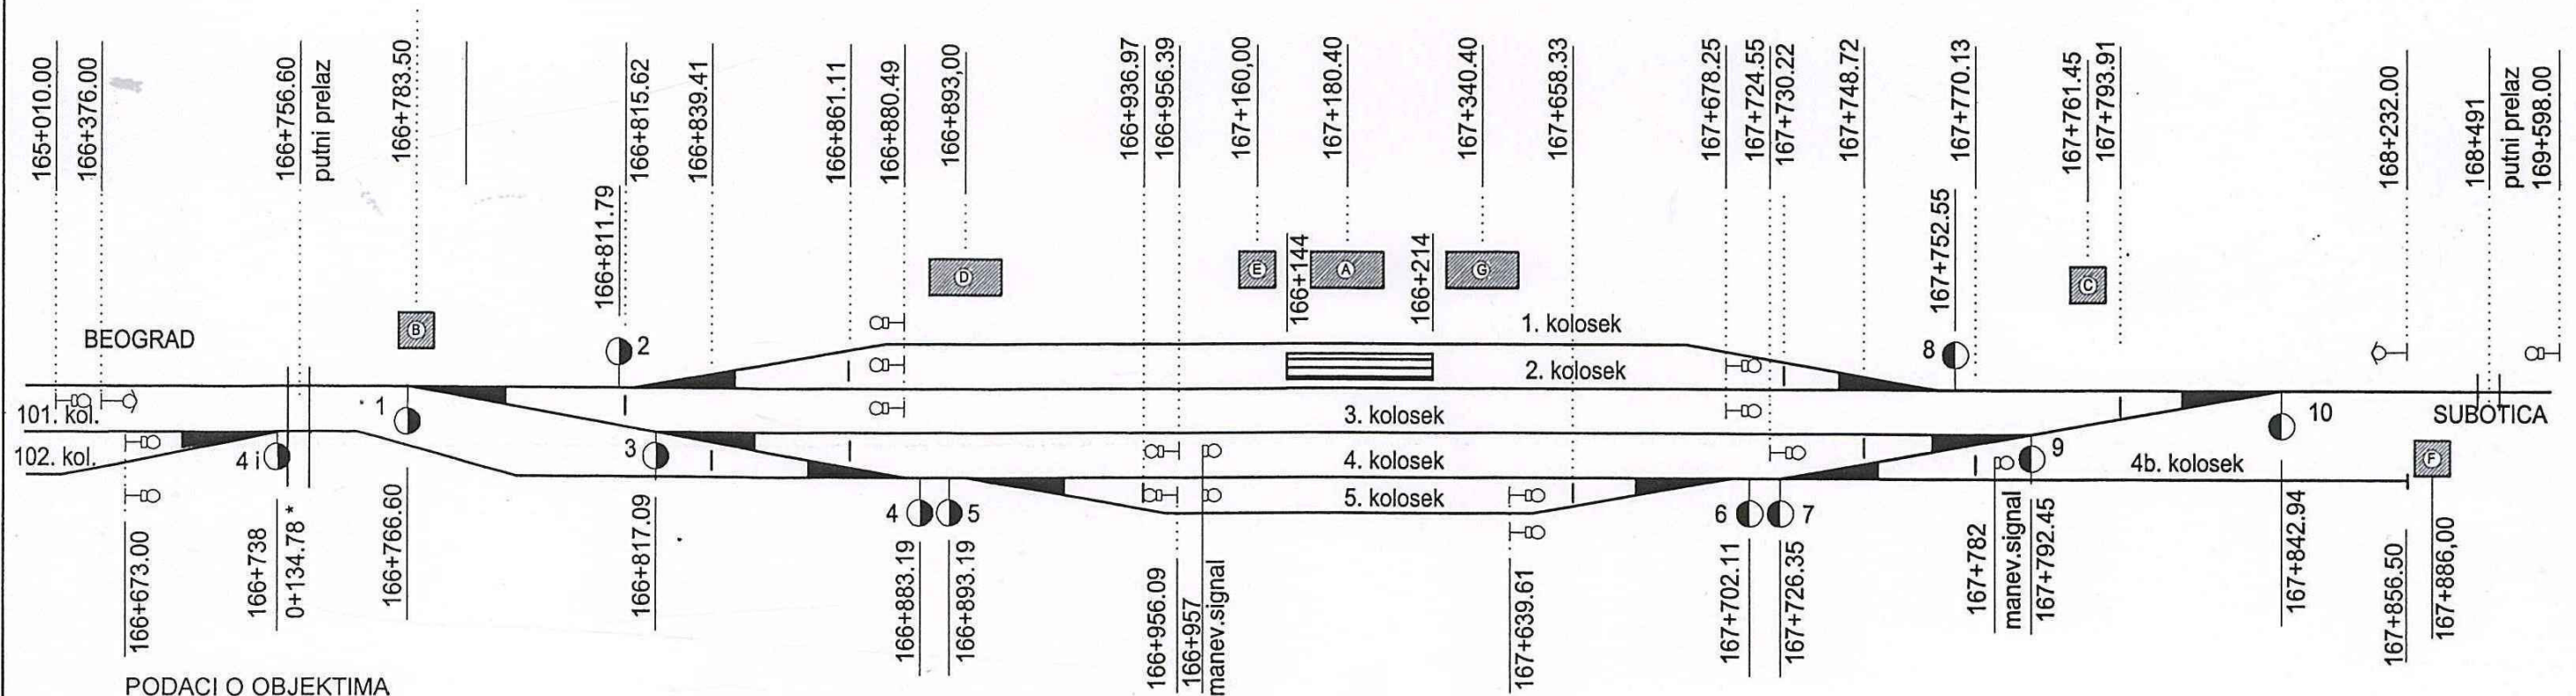 165+010.00
166+376.00
166+756.60
putni prelaz
166+783.50
166+815.62
166+839.41
166+861.11
166+880.49
166+893,00
166+936.97
166+956.39
167+160,00
167+180.40
167+340.40
167+658.33
167+678.25
167+724.55
167+730.22
167+748.72
167+770.13
167+761.45
167+793.91
168+232.00
168+491
putni prelaz
169+598.00
166+811.79
166+144
166+214
167+752.55
D
E
A
G
C
B
BEOGRAD
2
1. kolosek
8
2. kolosek
101. kol.
1
3. kolosek
10
SUBOTICA
102. kol.
4 i
3
4. kolosek
9
4b. kolosek
F
5. kolosek
4
5
6
7
166+673.00
166+738
0+134.78 *
166+766.60
166+817.09
166+883.19
166+893.19
166+956.09
166+957
manev.signal
167+639.61
167+702.11
167+726.35
167+782
manev.signal
167+792.45
167+842.94
167+856.50
167+886,00
PODACI O OBJEKTIMA